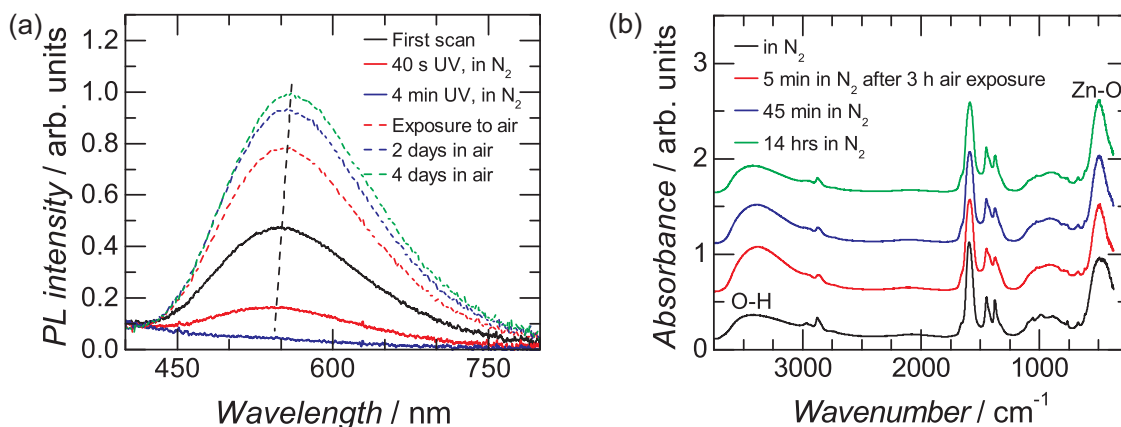 (a)
PL intensity / arb. units
1.2
1.0
0.8
0.6
0.4
0.2
0.0
First scan
40 s UV, in N₂
4 min UV, in N₂
Exposure to air
2 days in air
4 days in air
450
600
750
Wavelength / nm
(b)
Absorbance / arb. units
3
2
1
0
in N₂
5 min in N₂ after 3 h air exposure
45 min in N₂
14 hrs in N₂
Zn-O
O-H
3000
2000
1000
Wavenumber / cm⁻¹